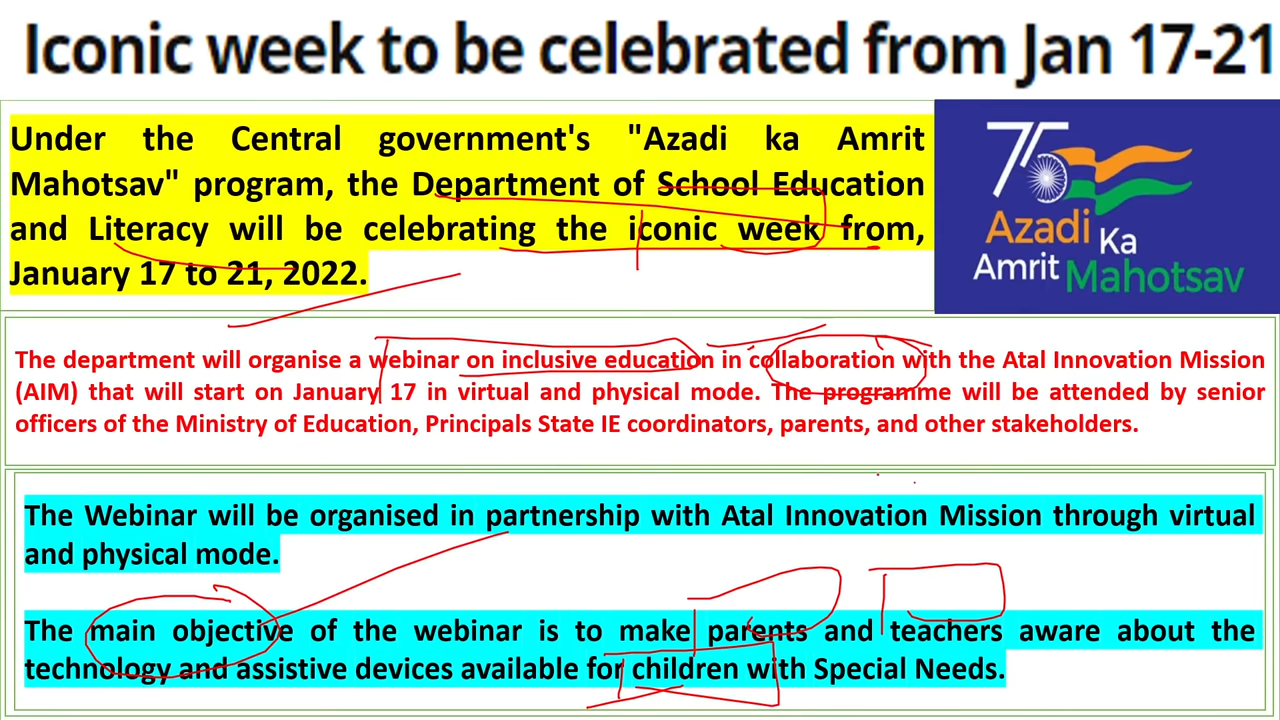 Iconic week to be celebrated from Jan 17-21
Under the Central government's "Azadi ka Amrit
Mahotsav" program, the Department of School Education
and Literacy will be celebrating the iconic week from,
January 17 to 21, 2022.
75
Azadi Ka
Amrit Mahotsav
The department will organise a webinar on inclusive education in collaboration with the Atal Innovation Mission
(AIM) that will start on January 17 in virtual and physical mode. The programme will be attended by senior
officers of the Ministry of Education, Principals State IE coordinators, parents, and other stakeholders.
The Webinar will be organised in partnership with Atal Innovation Mission through virtual
and physical mode.
The main objective of the webinar is to make parents and teachers aware about the
technology and assistive devices available for children with Special Needs.